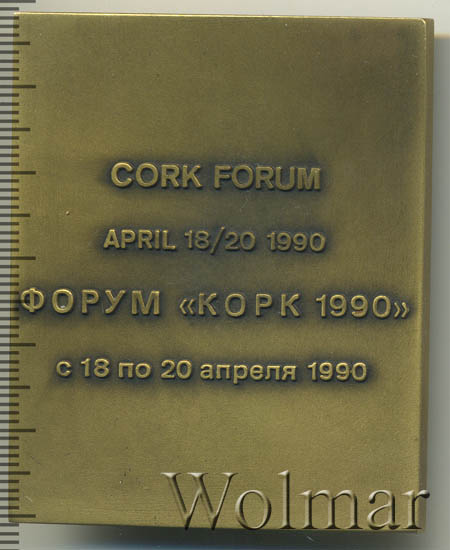 CORK FORUM
APRIL 18/20 1990
ФОРУМ «КОРК 1990»
с 18 по 20 апреля 1990
Wolmar